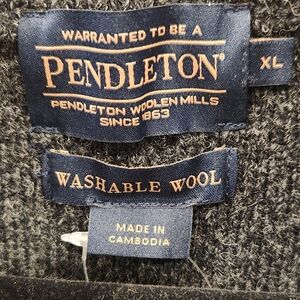 WARRANTED TO BE A
PENDLETON®
XL
PENDLETON WOOLEN MILLS
SINCE 1863
WASHABLE WOOL
MADE IN
CAMBODIA